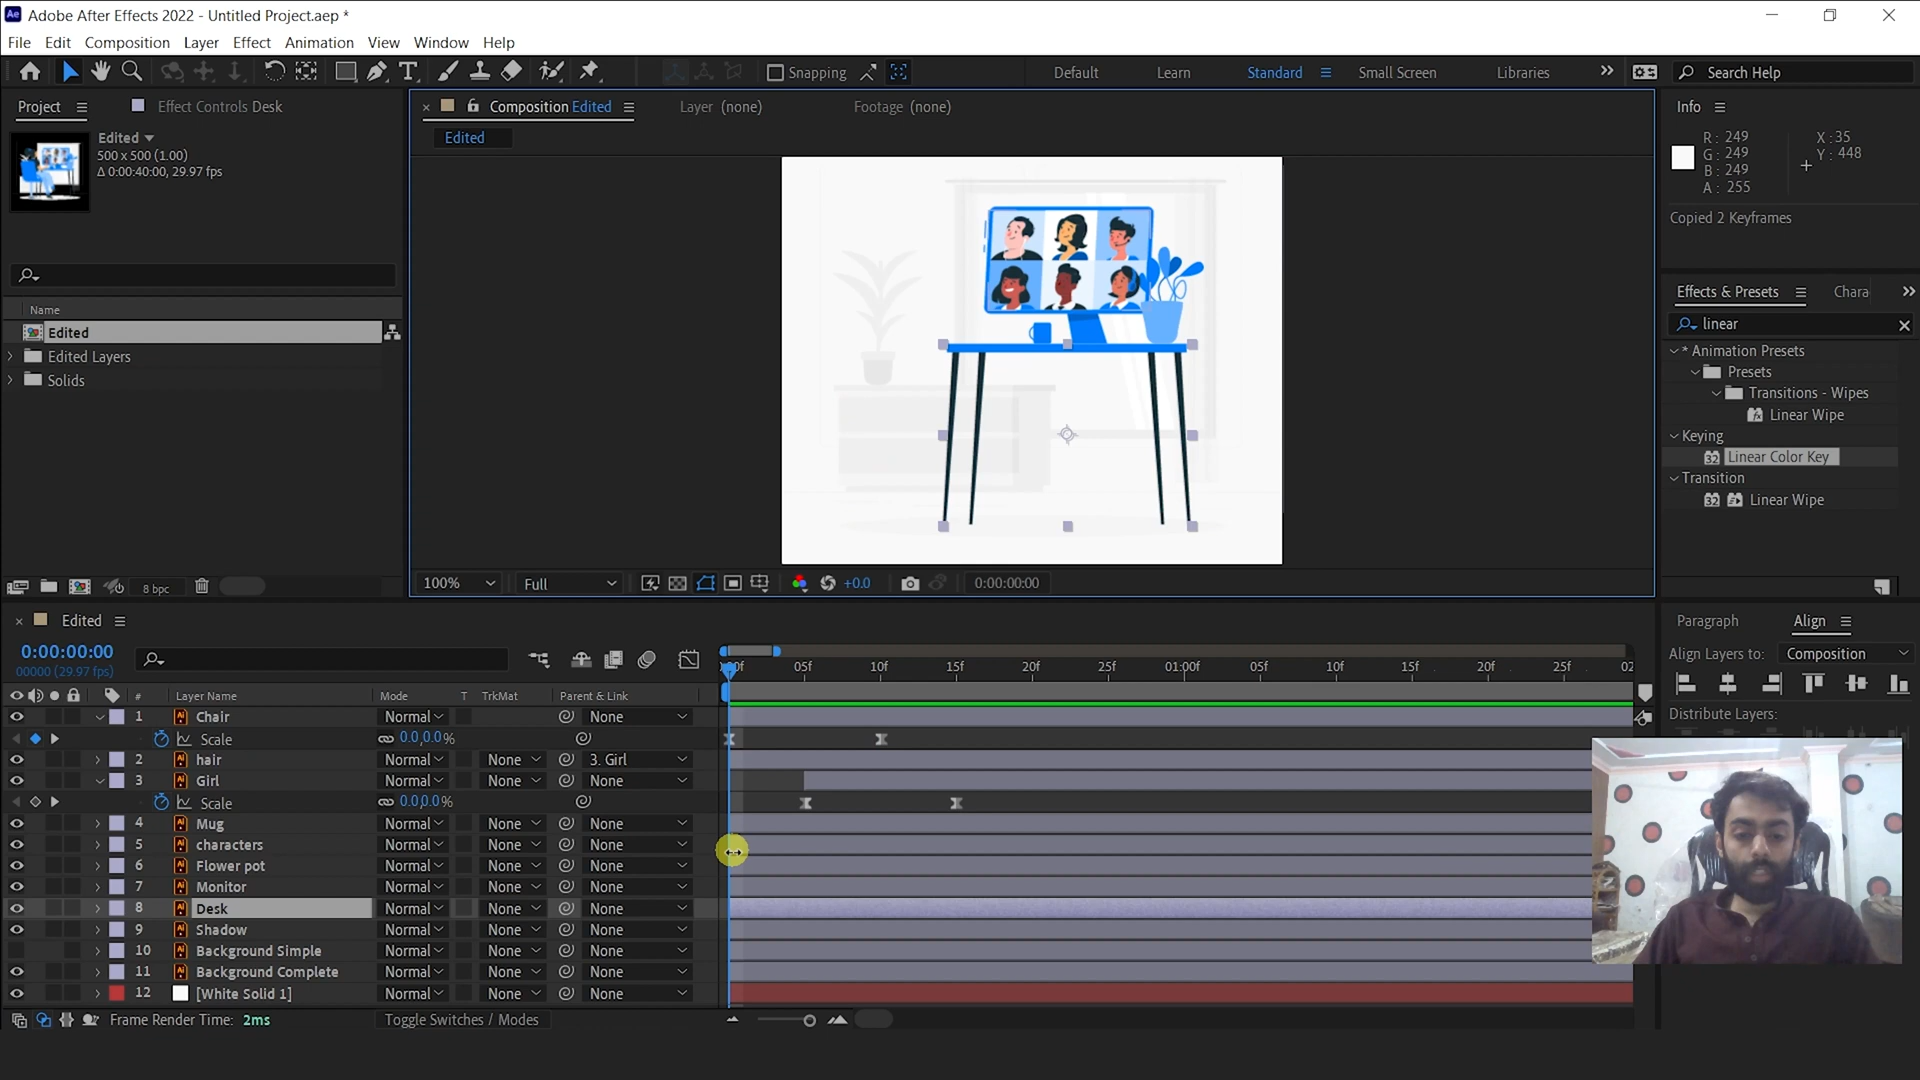 Adobe After Effects 2022 - Untitled Project.aep *
File Edit Composition Layer Effect Animation View Window Help
Snapping Default Learn Standard Small Screen Libraries Search Help
Project Effect Controls Desk
Edited
500 x 500 (1.00)
Δ 0:00:40:00, 29.97 fps
Name
Edited
Edited Layers
Solids
8 bpc
Composition Edited Layer (none) Footage (none)
Edited
100% Full +0.0 0:00:00:00
Info
R: 249 X: 35
G: 249 Y: 448
B: 249
A: 255
Copied 2 Keyframes
Effects & Presets Chara
linear
* Animation Presets
Presets
Transitions - Wipes
Linear Wipe
Keying
Linear Color Key
Transition
Linear Wipe
Edited
0:00:00:00
00000 (29.97 fps)
05f 10f 15f 20f 25f 01:00f 05f 10f 15f 20f 25f 02
# Layer Name Mode T TrkMat Parent & Link
1 Chair Normal None
Scale 0.0,0.0%
2 hair Normal None 3. Girl
3 Girl Normal None None
Scale 0.0,0.0%
4 Mug Normal None None
5 characters Normal None None
6 Flower pot Normal None None
7 Monitor Normal None None
8 Desk Normal None None
9 Shadow Normal None None
10 Background Simple Normal None None
11 Background Complete Normal None None
12 [White Solid 1] Normal None None
Frame Render Time: 2ms Toggle Switches / Modes
Paragraph Align
Align Layers to: Composition
Distribute Layers: